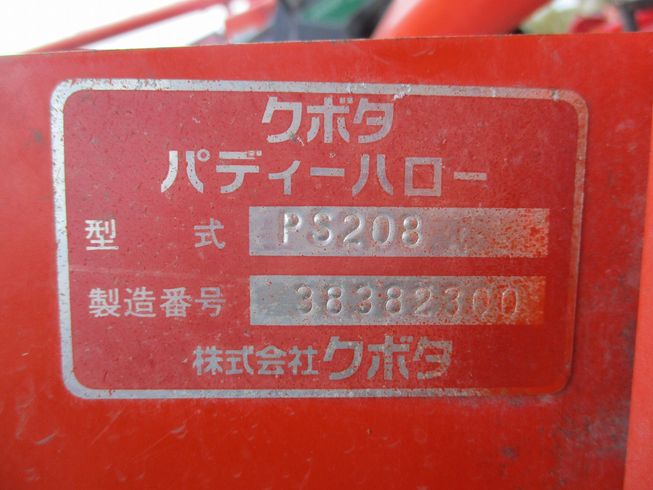 クボタ
パディーハロー
型 式 PS208
製造番号 38382300
株式会社クボタ